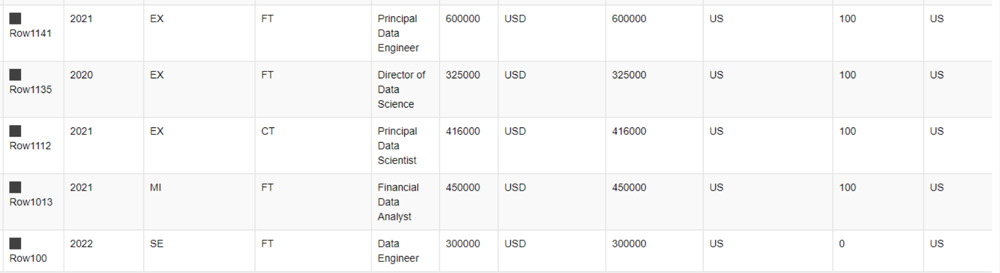 2021 EX FT Principal 600000 USD 600000 US 100 US
Row1141 Data
Engineer
2020 EX FT Director of 325000 USD 325000 US 100 US
Row1135 Data
Science
2021 EX CT Principal 416000 USD 416000 US 100 US
Row1112 Data
Scientist
2021 MI FT Financial 450000 USD 450000 US 100 US
Row1013 Data
Analyst
2022 SE FT Data 300000 USD 300000 US 0 US
Row100 Engineer